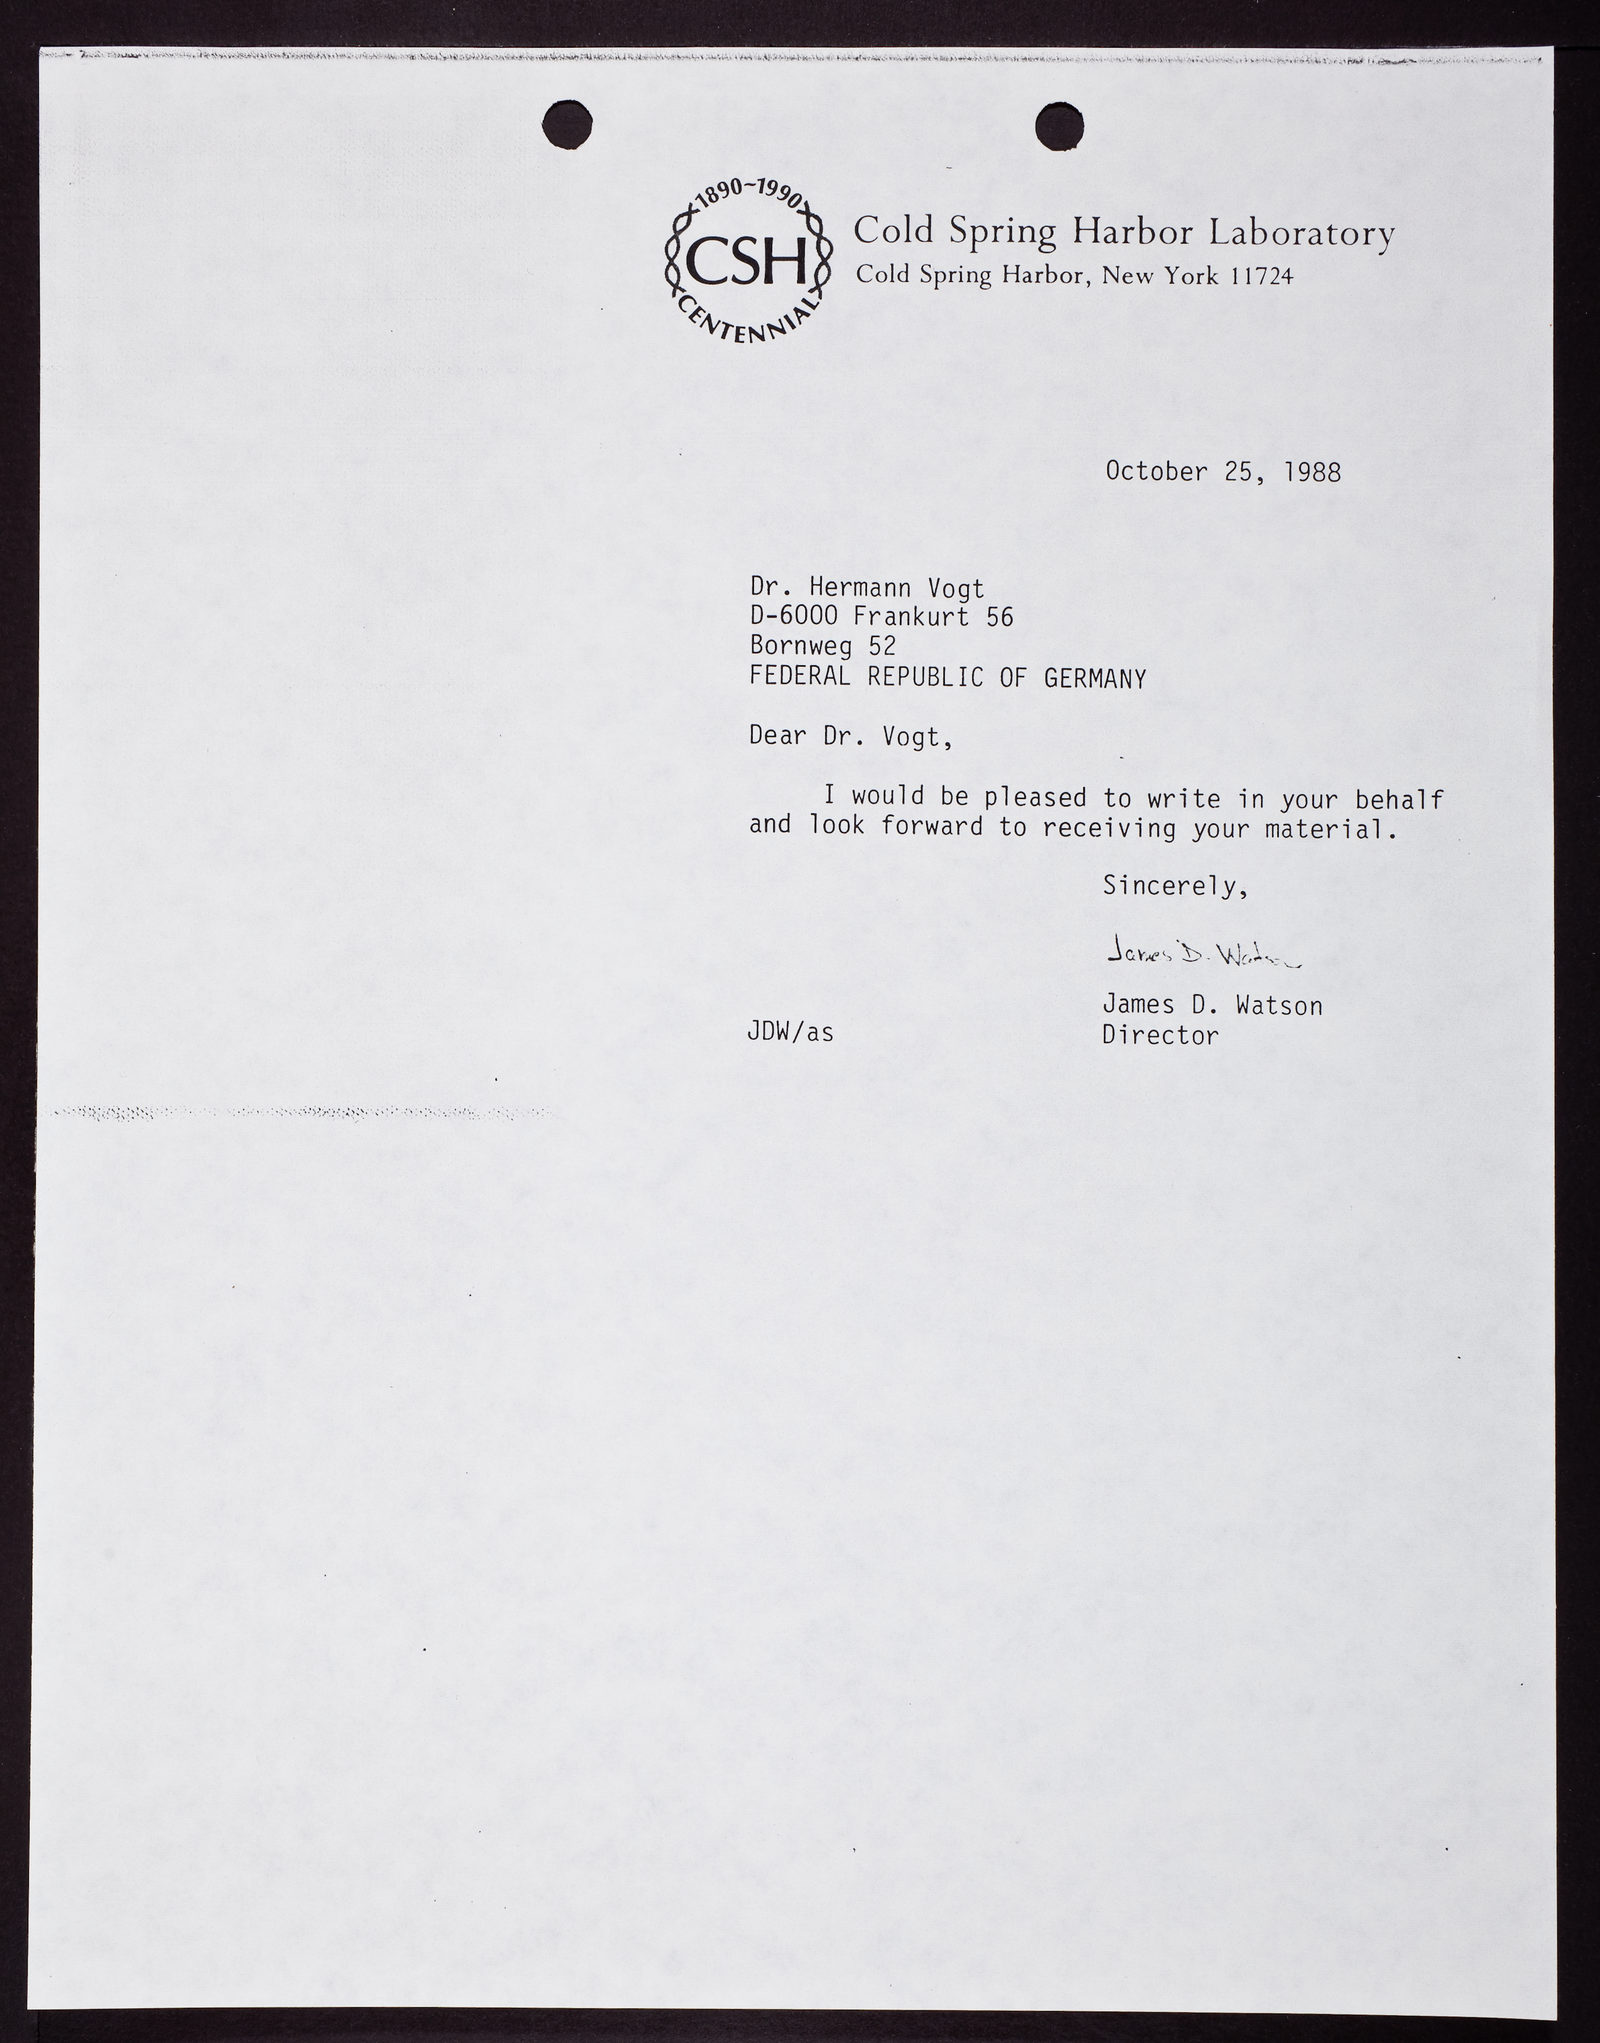 1890~1990
CSH
CENTENNIAL
Cold Spring Harbor Laboratory
Cold Spring Harbor, New York 11724
October 25, 1988
Dr. Hermann Vogt
D-6000 Frankurt 56
Bornweg 52
FEDERAL REPUBLIC OF GERMANY
Dear Dr. Vogt,
I would be pleased to write in your behalf
and look forward to receiving your material.
Sincerely,
James D. Watson
James D. Watson
JDW/as
Director